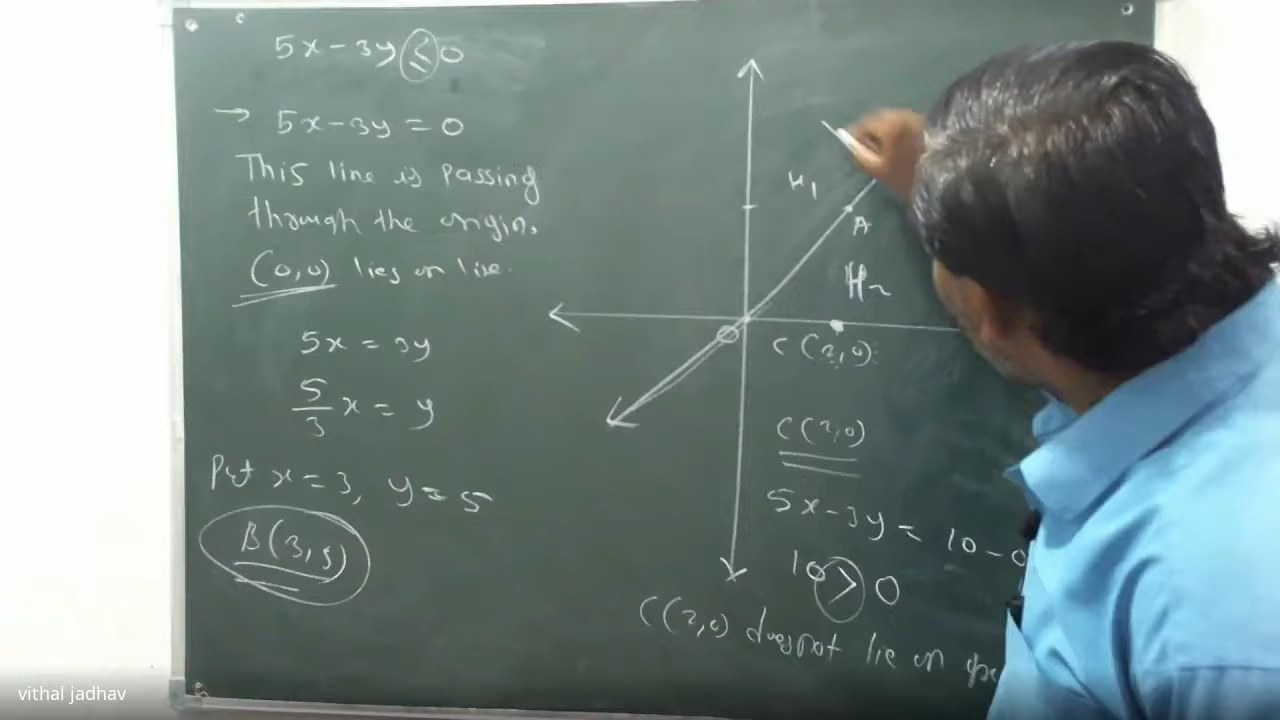 5x-3y≤0
→ 5x-3y = 0
This line is passing
through the origin.
(0,0) lies on line.
5x = 3y
5/3 x = y
Put x=3, y=5
B(3,5)
H1
A
H2
C(2,0)
C(2,0)
5x-3y = 10-0
10>0
C(2,0) does not lie on
vithal jadhav